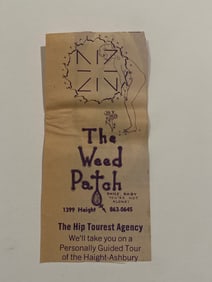 The
Weed
Patch
1399 Haight 863-0645
The Hip Tourest Agency
We'll take you on a
Personally Guided Tour
of the Haight-Ashbury